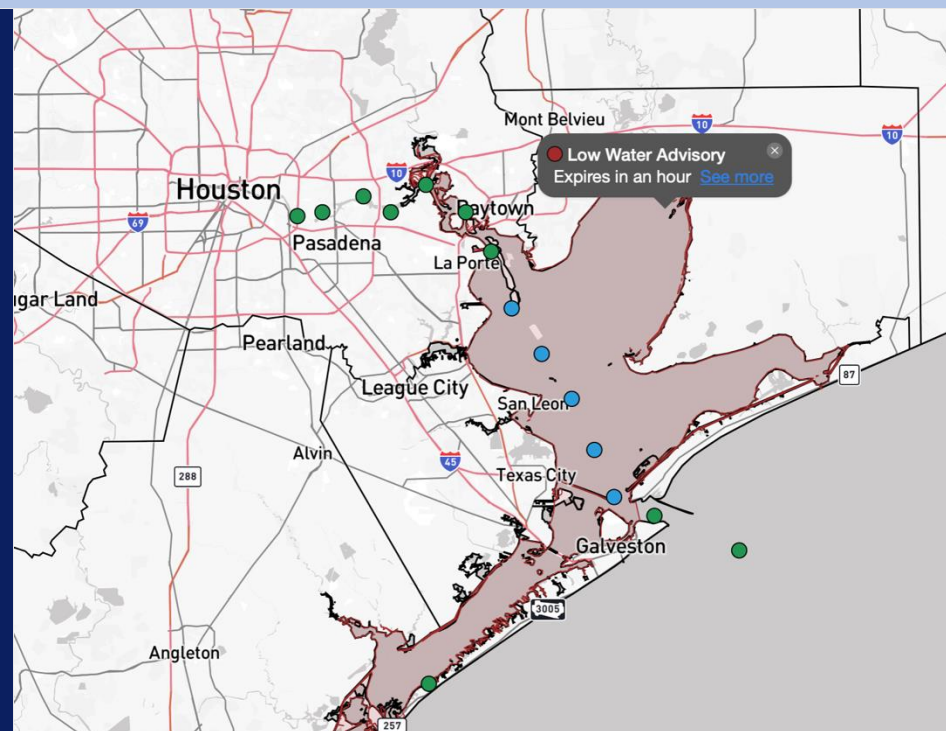 Mont Belvieu
10
10
Low Water Advisory
Expires in an hour See more
10
Houston
Baytown
69
Pasadena
La Porte
gar Land
Pearland
87
League City
San Leon
Alvin
45
Texas City
288
Galveston
3005
Angleton
257